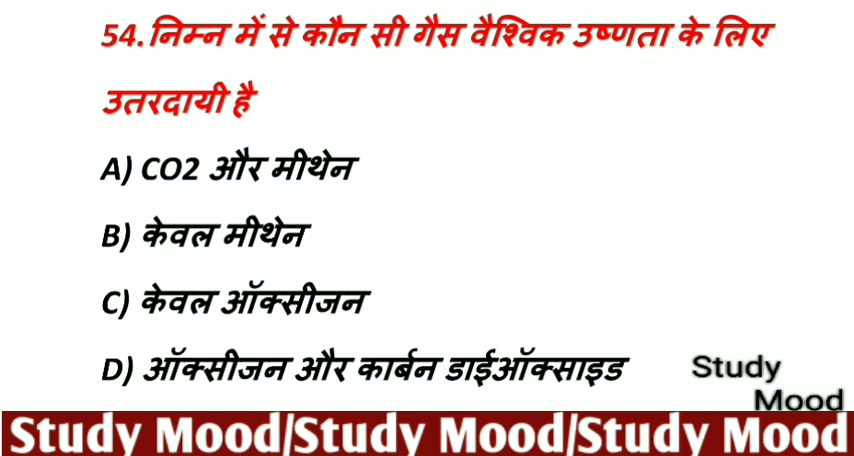 54. निम्न में से कौन सी गैस वैश्विक उष्णता के लिए
उतरदायी है
A) CO2 और मीथेन
B) केवल मीथेन
C) केवल ऑक्सीजन
D) ऑक्सीजन और कार्बन डाईऑक्साइड
Study
Mood
Study Mood/Study Mood/Study Mood